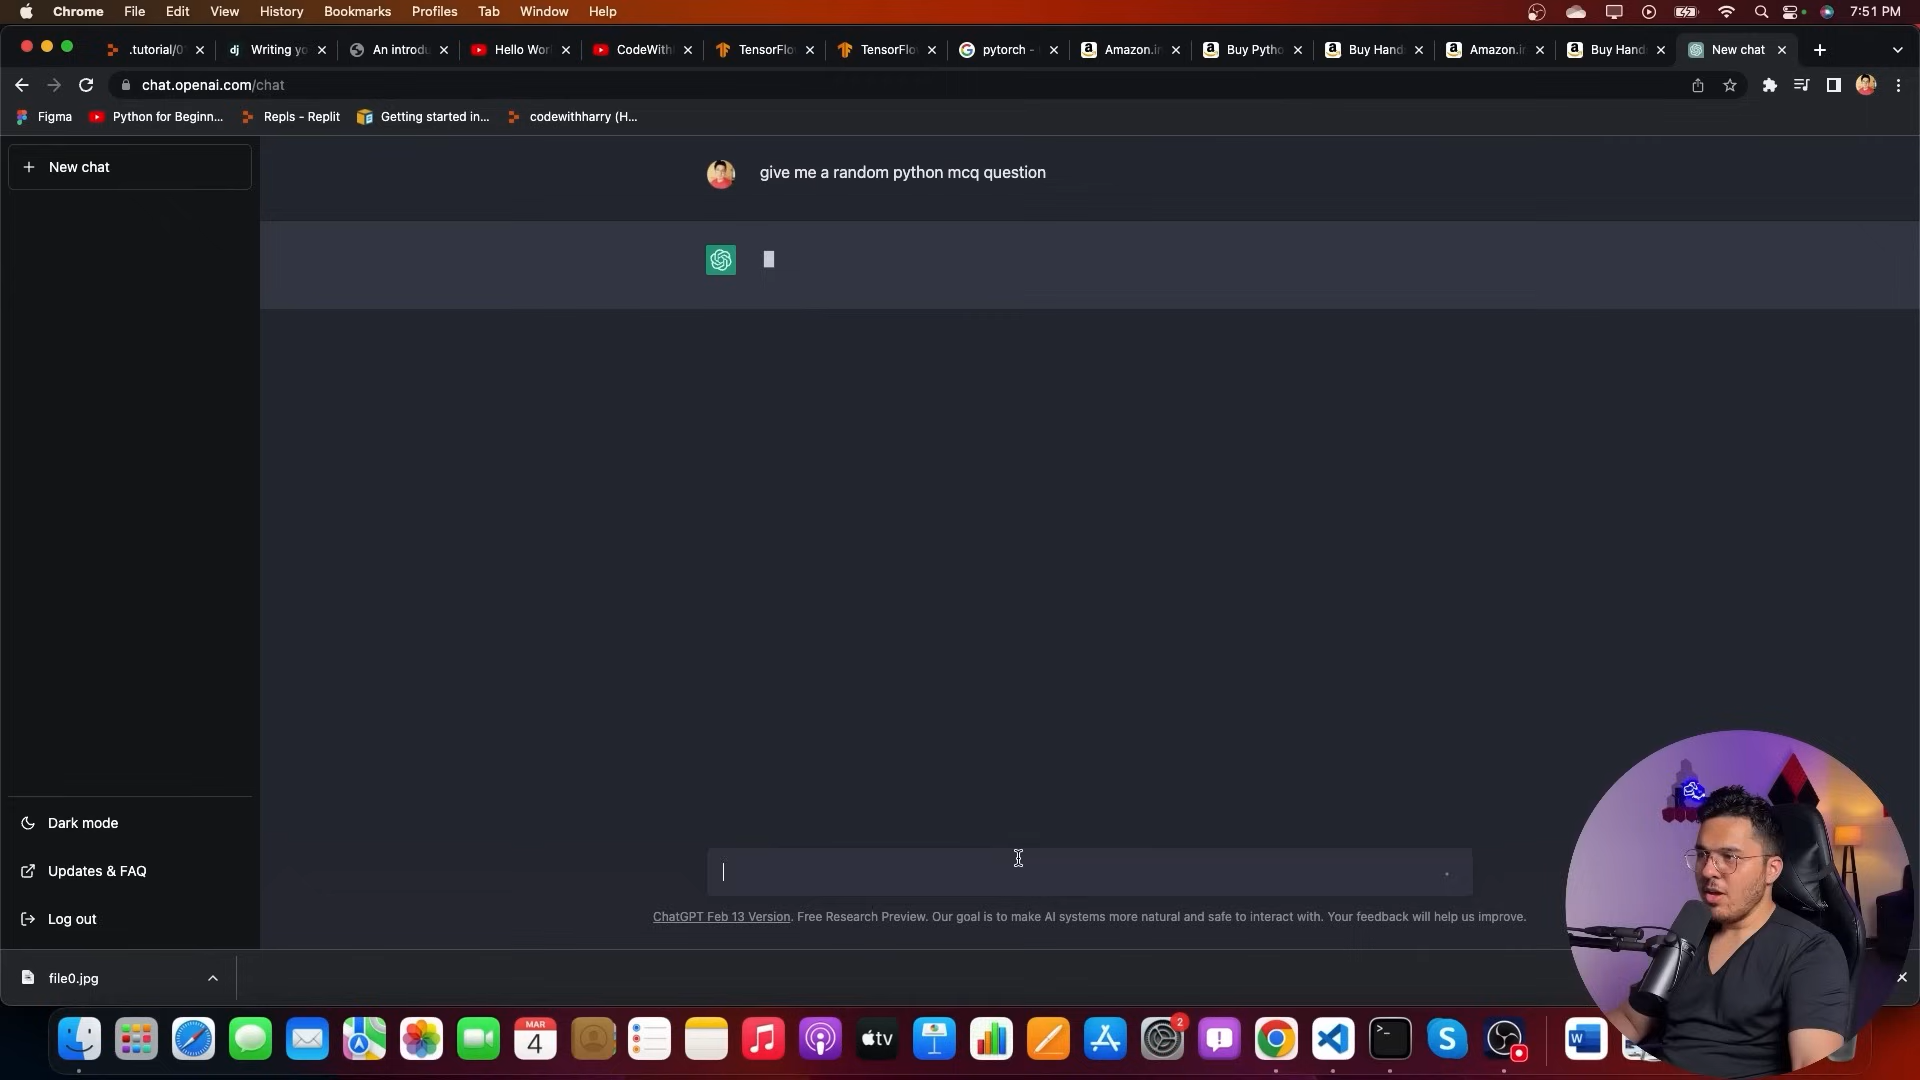 Chrome File Edit View History Bookmarks Profiles Tab Window Help 7:51 PM
.tutorial/0 Writing yo An introdu Hello Wor CodeWith TensorFlo TensorFlo pytorch - Amazon.i Buy Pytho Buy Hand Amazon.i Buy Hand New chat
chat.openai.com/chat
Figma Python for Beginn... Repls - Replit Getting started in... codewithharry (H...
New chat
give me a random python mcq question
Dark mode
Updates & FAQ
Log out
ChatGPT Feb 13 Version. Free Research Preview. Our goal is to make AI systems more natural and safe to interact with. Your feedback will help us improve.
file0.jpg
MAR
4
tv
2